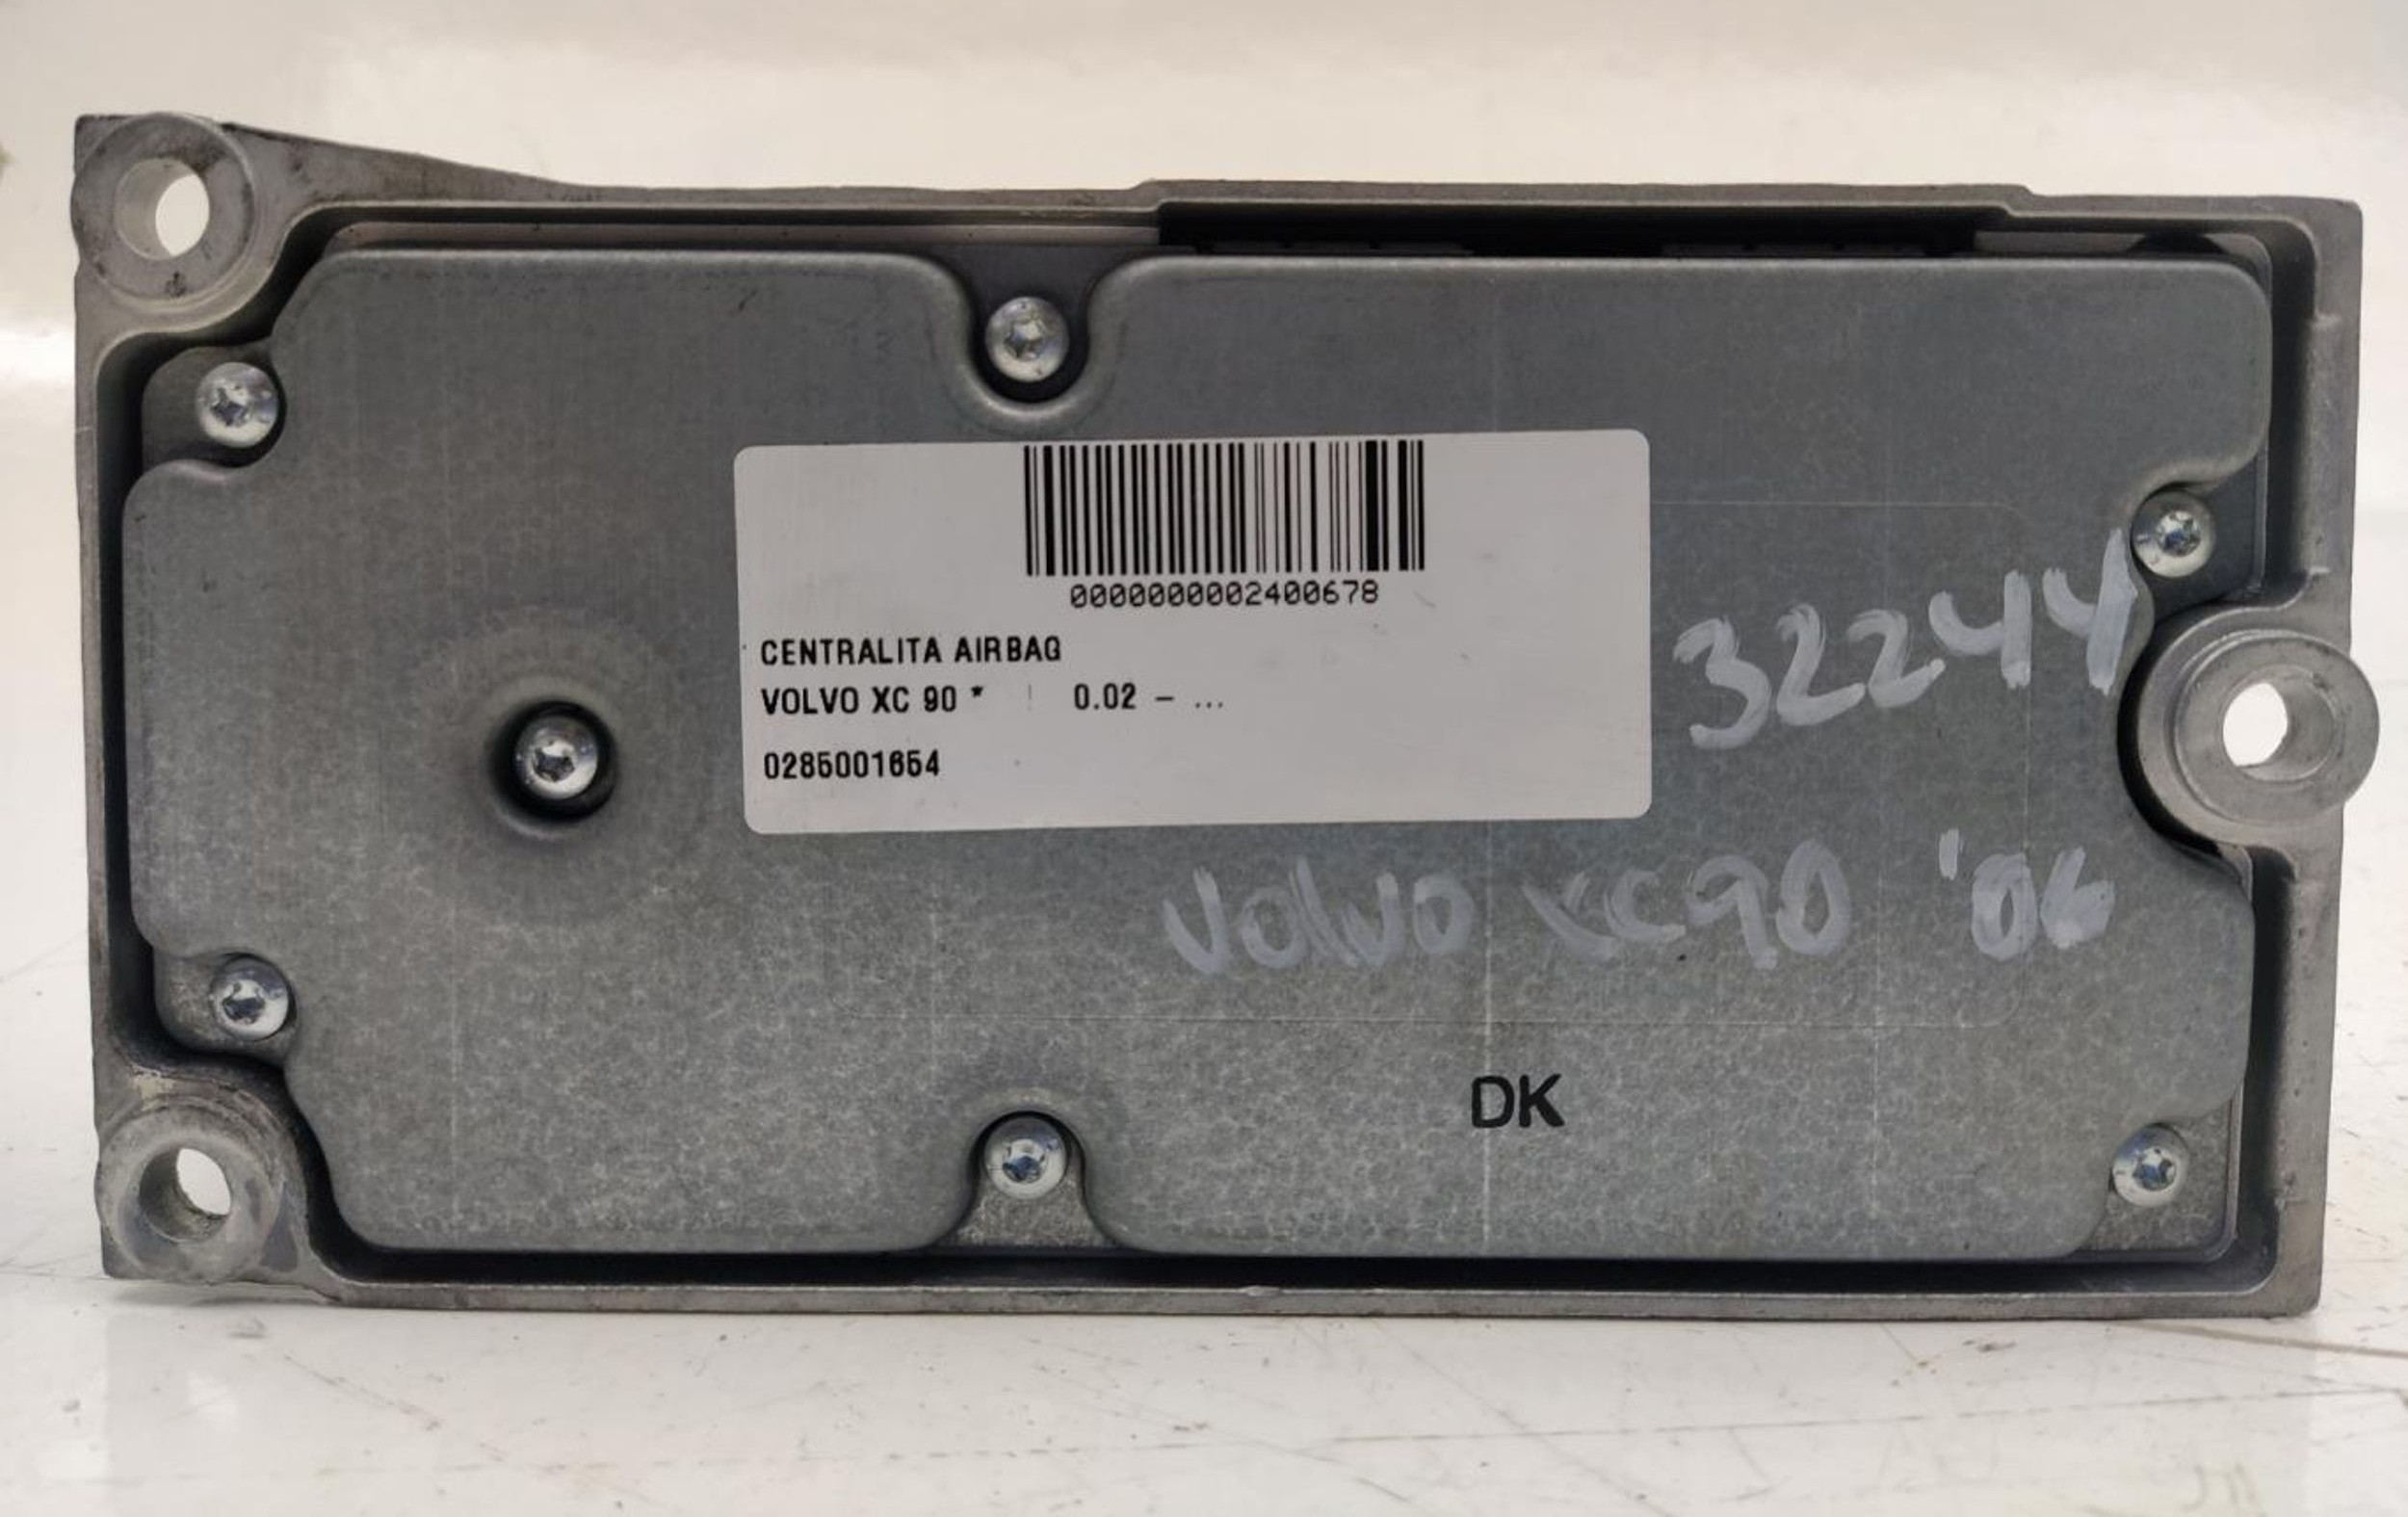 0000000002400678
CENTRALITA AIRBAG
VOLVO XC 90 * 0.02 - ...
0285001654
32244
Volvo XC90 '06
DK